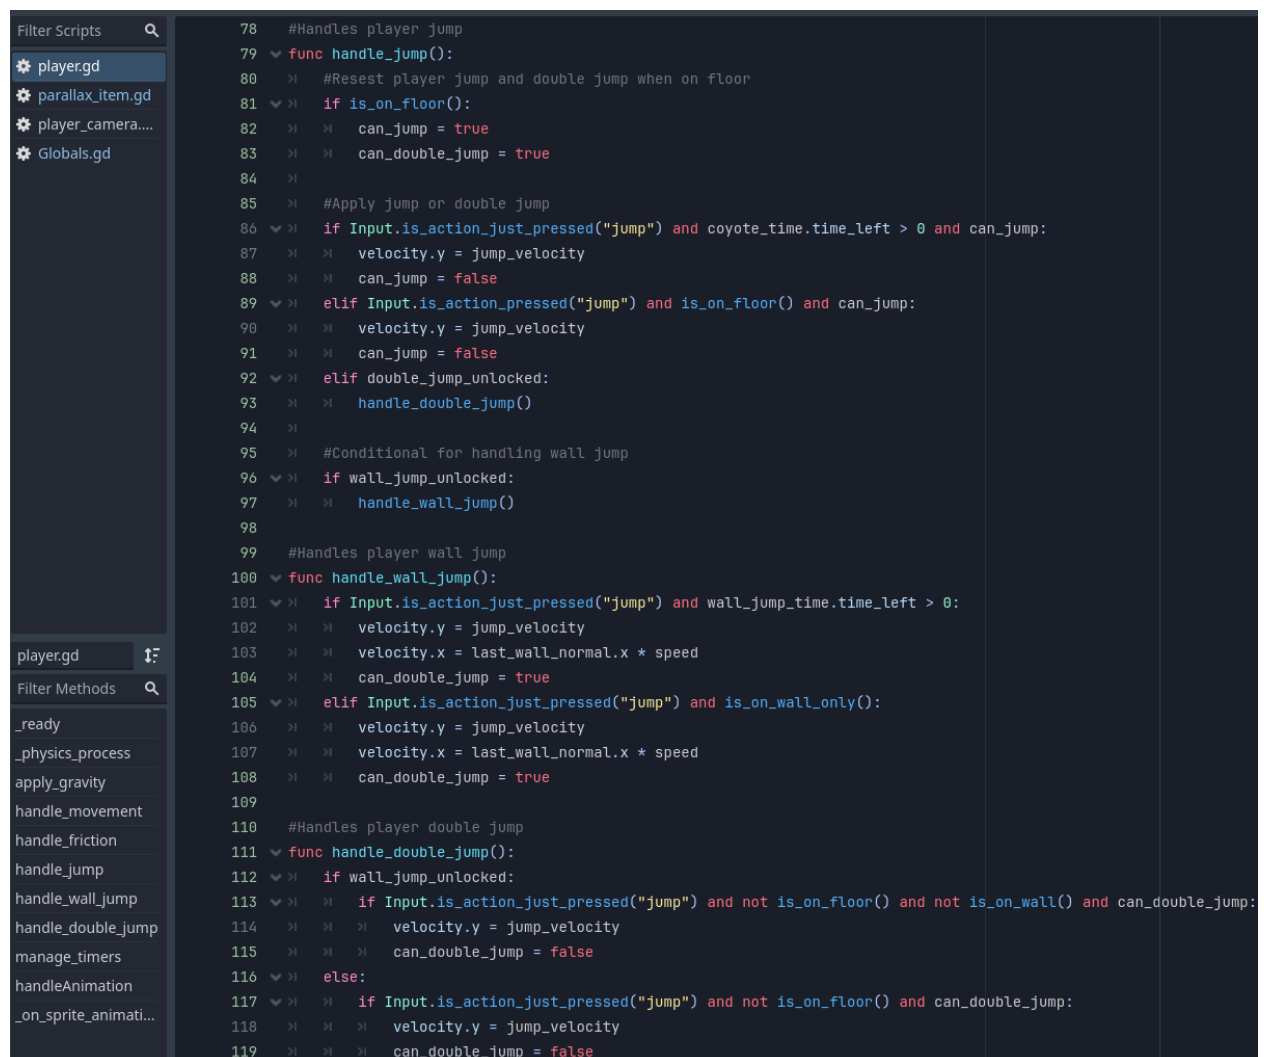 Filter Scripts
player.gd
parallax_item.gd
player_camera....
Globals.gd
player.gd
Filter Methods
_ready
_physics_process
apply_gravity
handle_movement
handle_friction
handle_jump
handle_wall_jump
handle_double_jump
manage_timers
handleAnimation
_on_sprite_animati...
78 #Handles player jump
79 func handle_jump():
80 #Resest player jump and double jump when on floor
81 if is_on_floor():
82 can_jump = true
83 can_double_jump = true
84
85 #Apply jump or double jump
86 if Input.is_action_just_pressed("jump") and coyote_time.time_left > 0 and can_jump:
87 velocity.y = jump_velocity
88 can_jump = false
89 elif Input.is_action_pressed("jump") and is_on_floor() and can_jump:
90 velocity.y = jump_velocity
91 can_jump = false
92 elif double_jump_unlocked:
93 handle_double_jump()
94
95 #Conditional for handling wall jump
96 if wall_jump_unlocked:
97 handle_wall_jump()
98
99 #Handles player wall jump
100 func handle_wall_jump():
101 if Input.is_action_just_pressed("jump") and wall_jump_time.time_left > 0:
102 velocity.y = jump_velocity
103 velocity.x = last_wall_normal.x * speed
104 can_double_jump = true
105 elif Input.is_action_just_pressed("jump") and is_on_wall_only():
106 velocity.y = jump_velocity
107 velocity.x = last_wall_normal.x * speed
108 can_double_jump = true
109
110 #Handles player double jump
111 func handle_double_jump():
112 if wall_jump_unlocked:
113 if Input.is_action_just_pressed("jump") and not is_on_floor() and not is_on_wall() and can_double_jump:
114 velocity.y = jump_velocity
115 can_double_jump = false
116 else:
117 if Input.is_action_just_pressed("jump") and not is_on_floor() and can_double_jump:
118 velocity.y = jump_velocity
119 can_double_jump = false